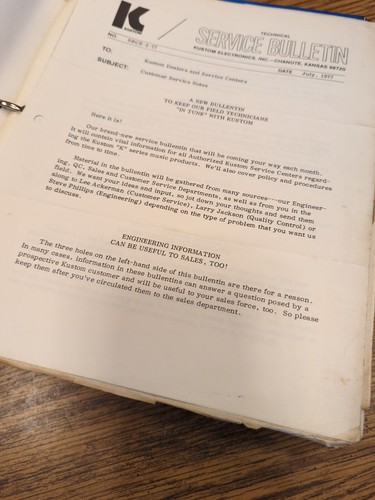 K
KUSTOM
TECHNICAL
SERVICE BULLETIN
KUSTOM ELECTRONICS, INC.—CHANUTE, KANSAS 66720
NO.
DATE July, 1977
TO: Kustom Dealers and Service Centers
SUBJECT: Customer Service Notes
A NEW BULLENTIN
TO KEEP OUR FIELD TECHNICIANS
"IN TUNE" WITH KUSTOM
Here it is!
Our brand-new service bulletin that will be coming your way each month.
It will contain vital information for all Authorized Kustom Service Centers regard-
ing the Kustom "K" series music products. We'll also cover policy and procedures
from time to time.
Material in the bulletin will be gathered from many sources---our Engineer-
ing, QC, Sales and Customer Service Departments, as well as from you in the
field. We want your ideas and input, so jot down your thoughts and send them
along to Lee Ackerman (Customer Service), Larry Jackson (Quality Control) or
Steve Phillips (Engineering) depending on the type of problem that you want us
to discuss.
ENGINEERING INFORMATION
CAN BE USEFUL TO SALES, TOO!
The three holes on the left-hand side of this bulletin are there for a reason.
In many cases, information in these bulletins can answer a question posed by a
prospective Kustom customer and will be useful to your sales force, too. So please
keep them after you've circulated them to the sales department.